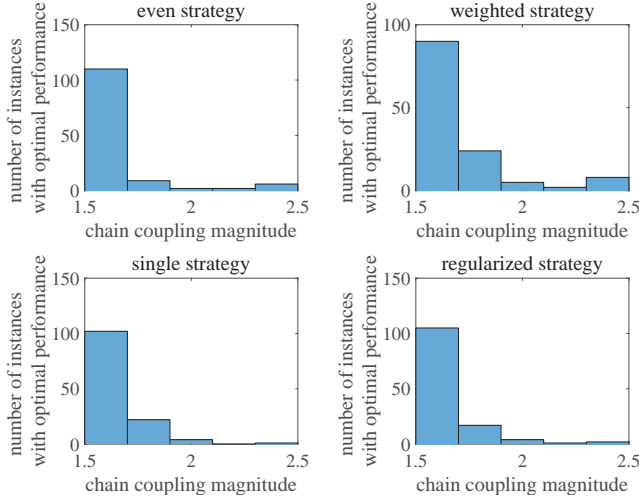 even strategy
number of instances
with optimal performance
150
100
50
0
1.5
2
2.5
chain coupling magnitude
weighted strategy
number of instances
with optimal performance
100
50
0
1.5
2
2.5
chain coupling magnitude
single strategy
number of instances
with optimal performance
150
100
50
0
1.5
2
2.5
chain coupling magnitude
regularized strategy
number of instances
with optimal performance
150
100
50
0
1.5
2
2.5
chain coupling magnitude